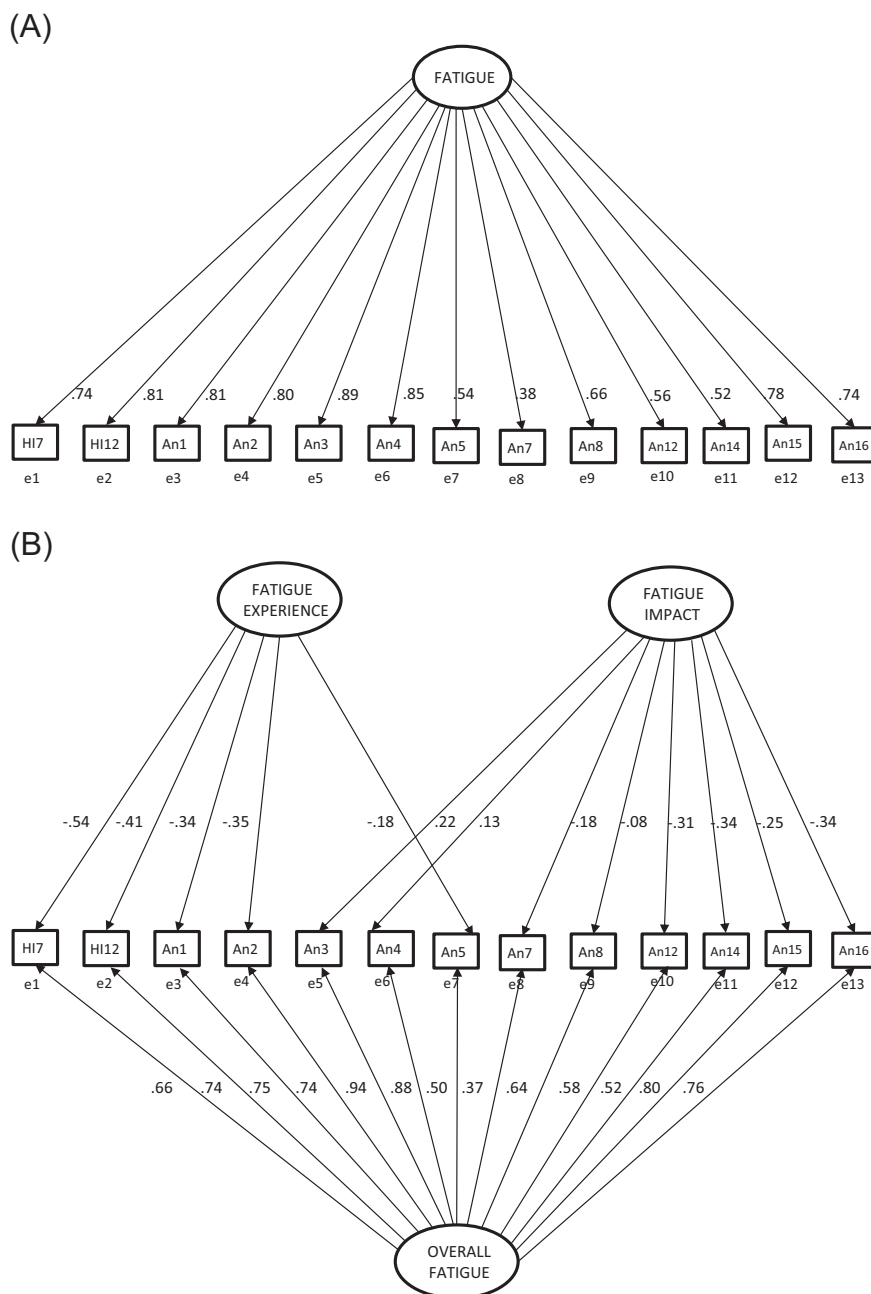 (A)
FATIGUE
.74 .81 .81 .80 .89 .85 .54 .38 .66 .56 .52 .78 .74
HI7 HI12 An1 An2 An3 An4 An5 An7 An8 An12 An14 An15 An16
e1 e2 e3 e4 e5 e6 e7 e8 e9 e10 e11 e12 e13
(B)
FATIGUE
EXPERIENCE
FATIGUE
IMPACT
-.54 -.41 -.34 -.35 -.18 .22 .13 -.18 -.08 -.31 -.34 -.25 -.34
HI7 HI12 An1 An2 An3 An4 An5 An7 An8 An12 An14 An15 An16
e1 e2 e3 e4 e5 e6 e7 e8 e9 e10 e11 e12 e13
.66 .74 .75 .74 .94 .88 .50 .37 .64 .58 .52 .80 .76
OVERALL
FATIGUE